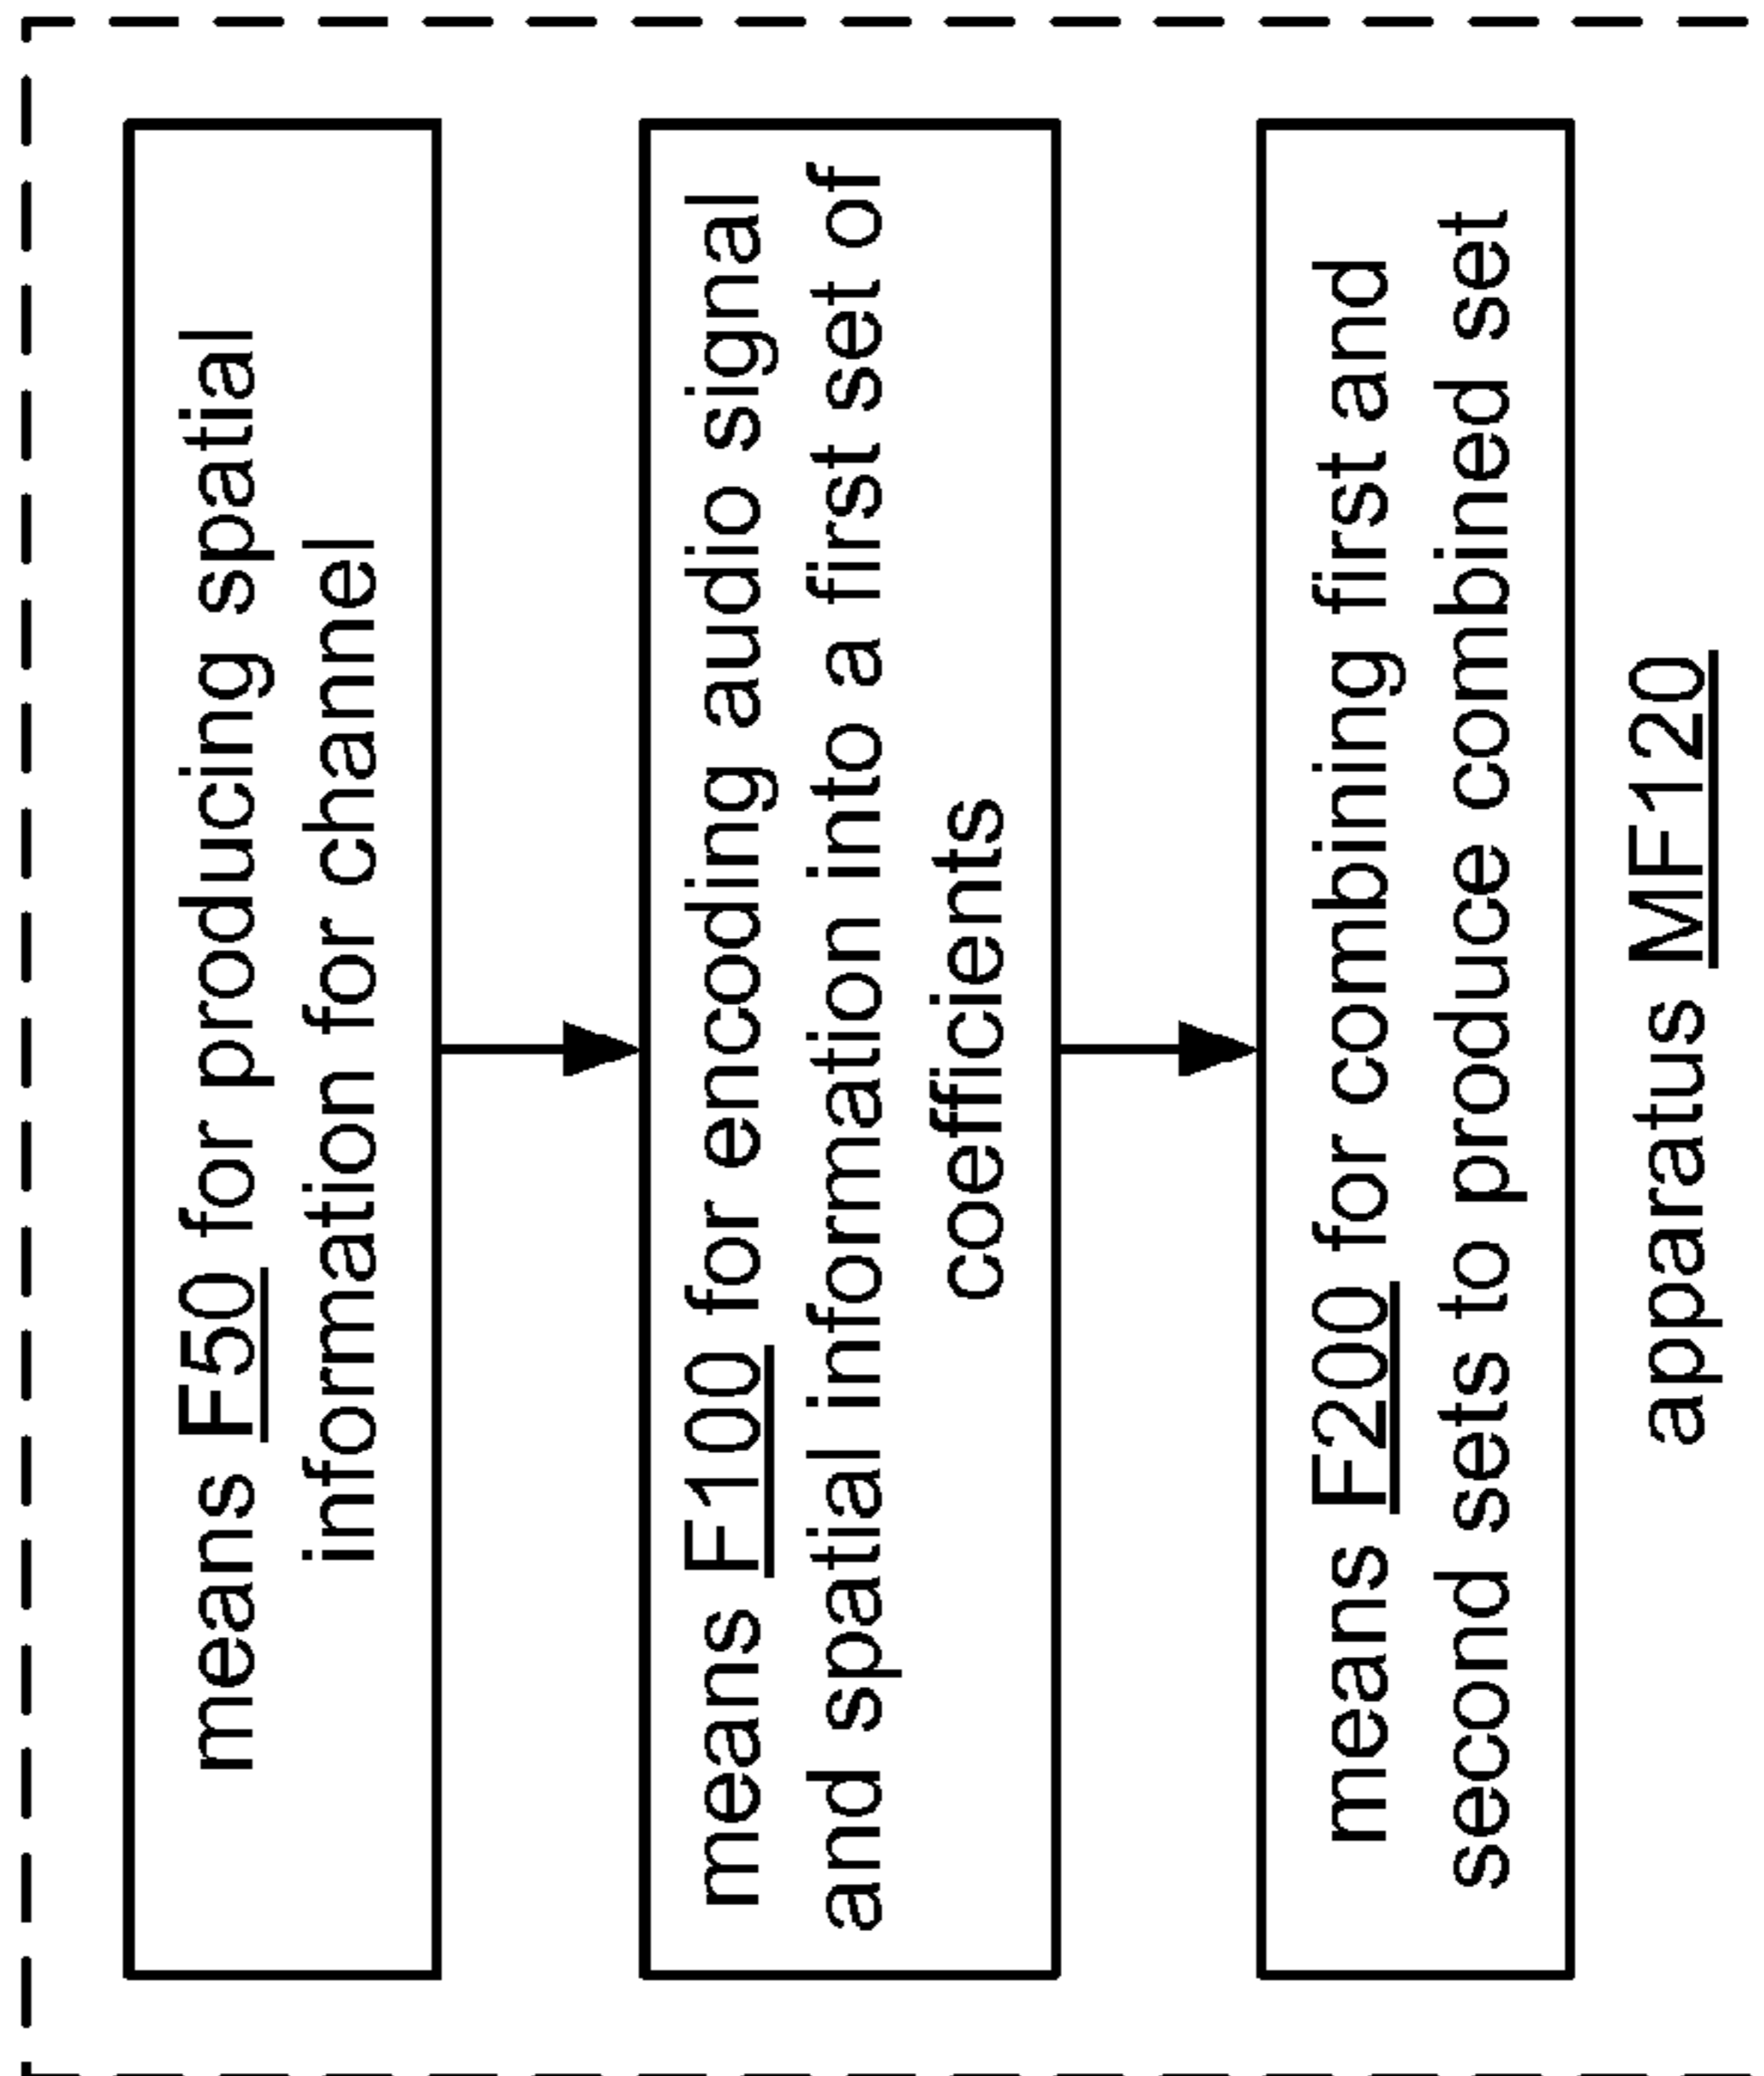 means F50 for producing spatial
information for channel
means F100 for encoding audio signal
and spatial information into a first set of
coefficients
means F200 for combining first and
second sets to produce combined set
apparatus MF120